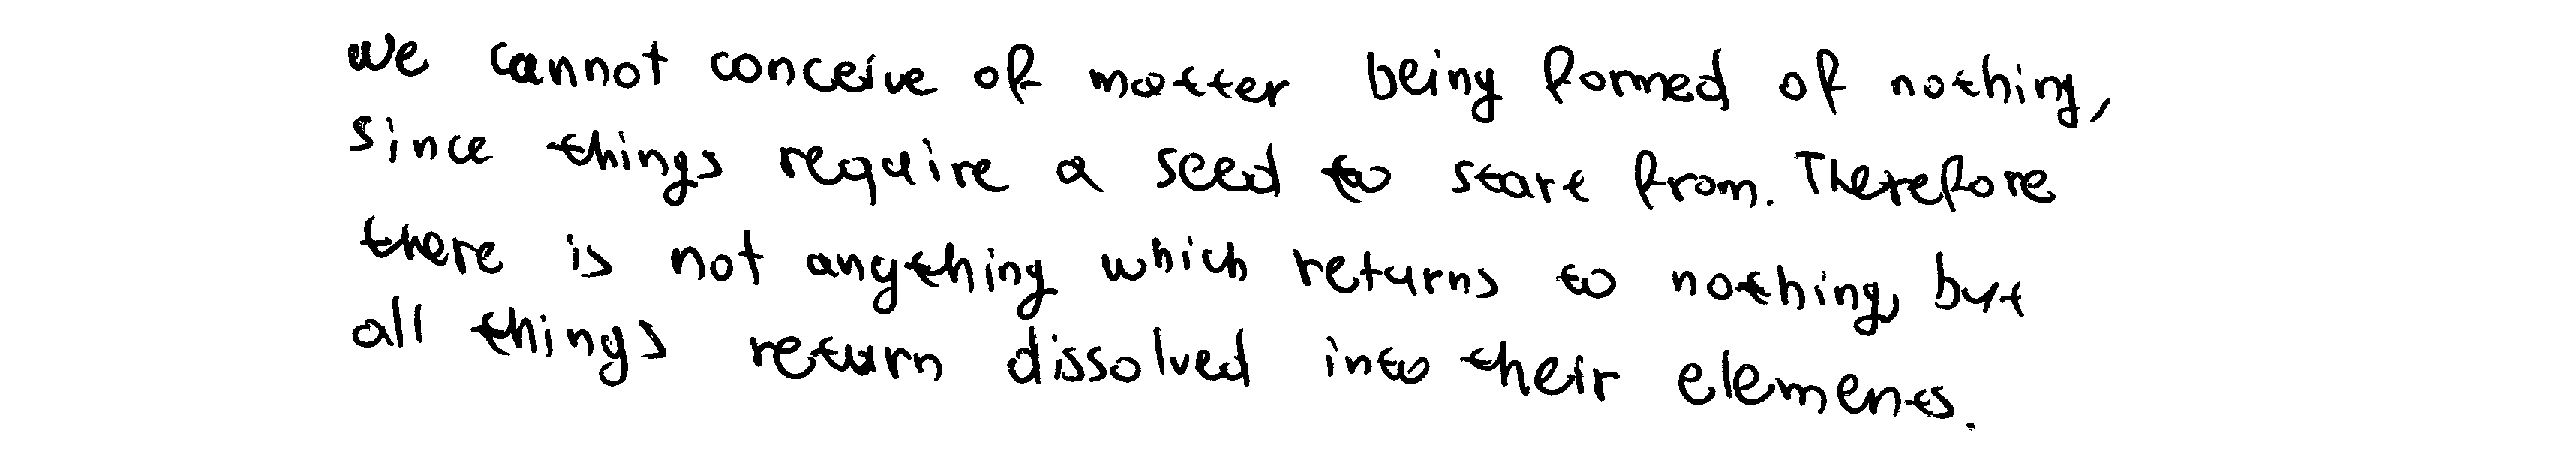 We cannot conceive of matter being formed of nothing,
since things require a seed to start from. Therefore
there is not anything which returns to nothing, but
all things return dissolved into their elements.